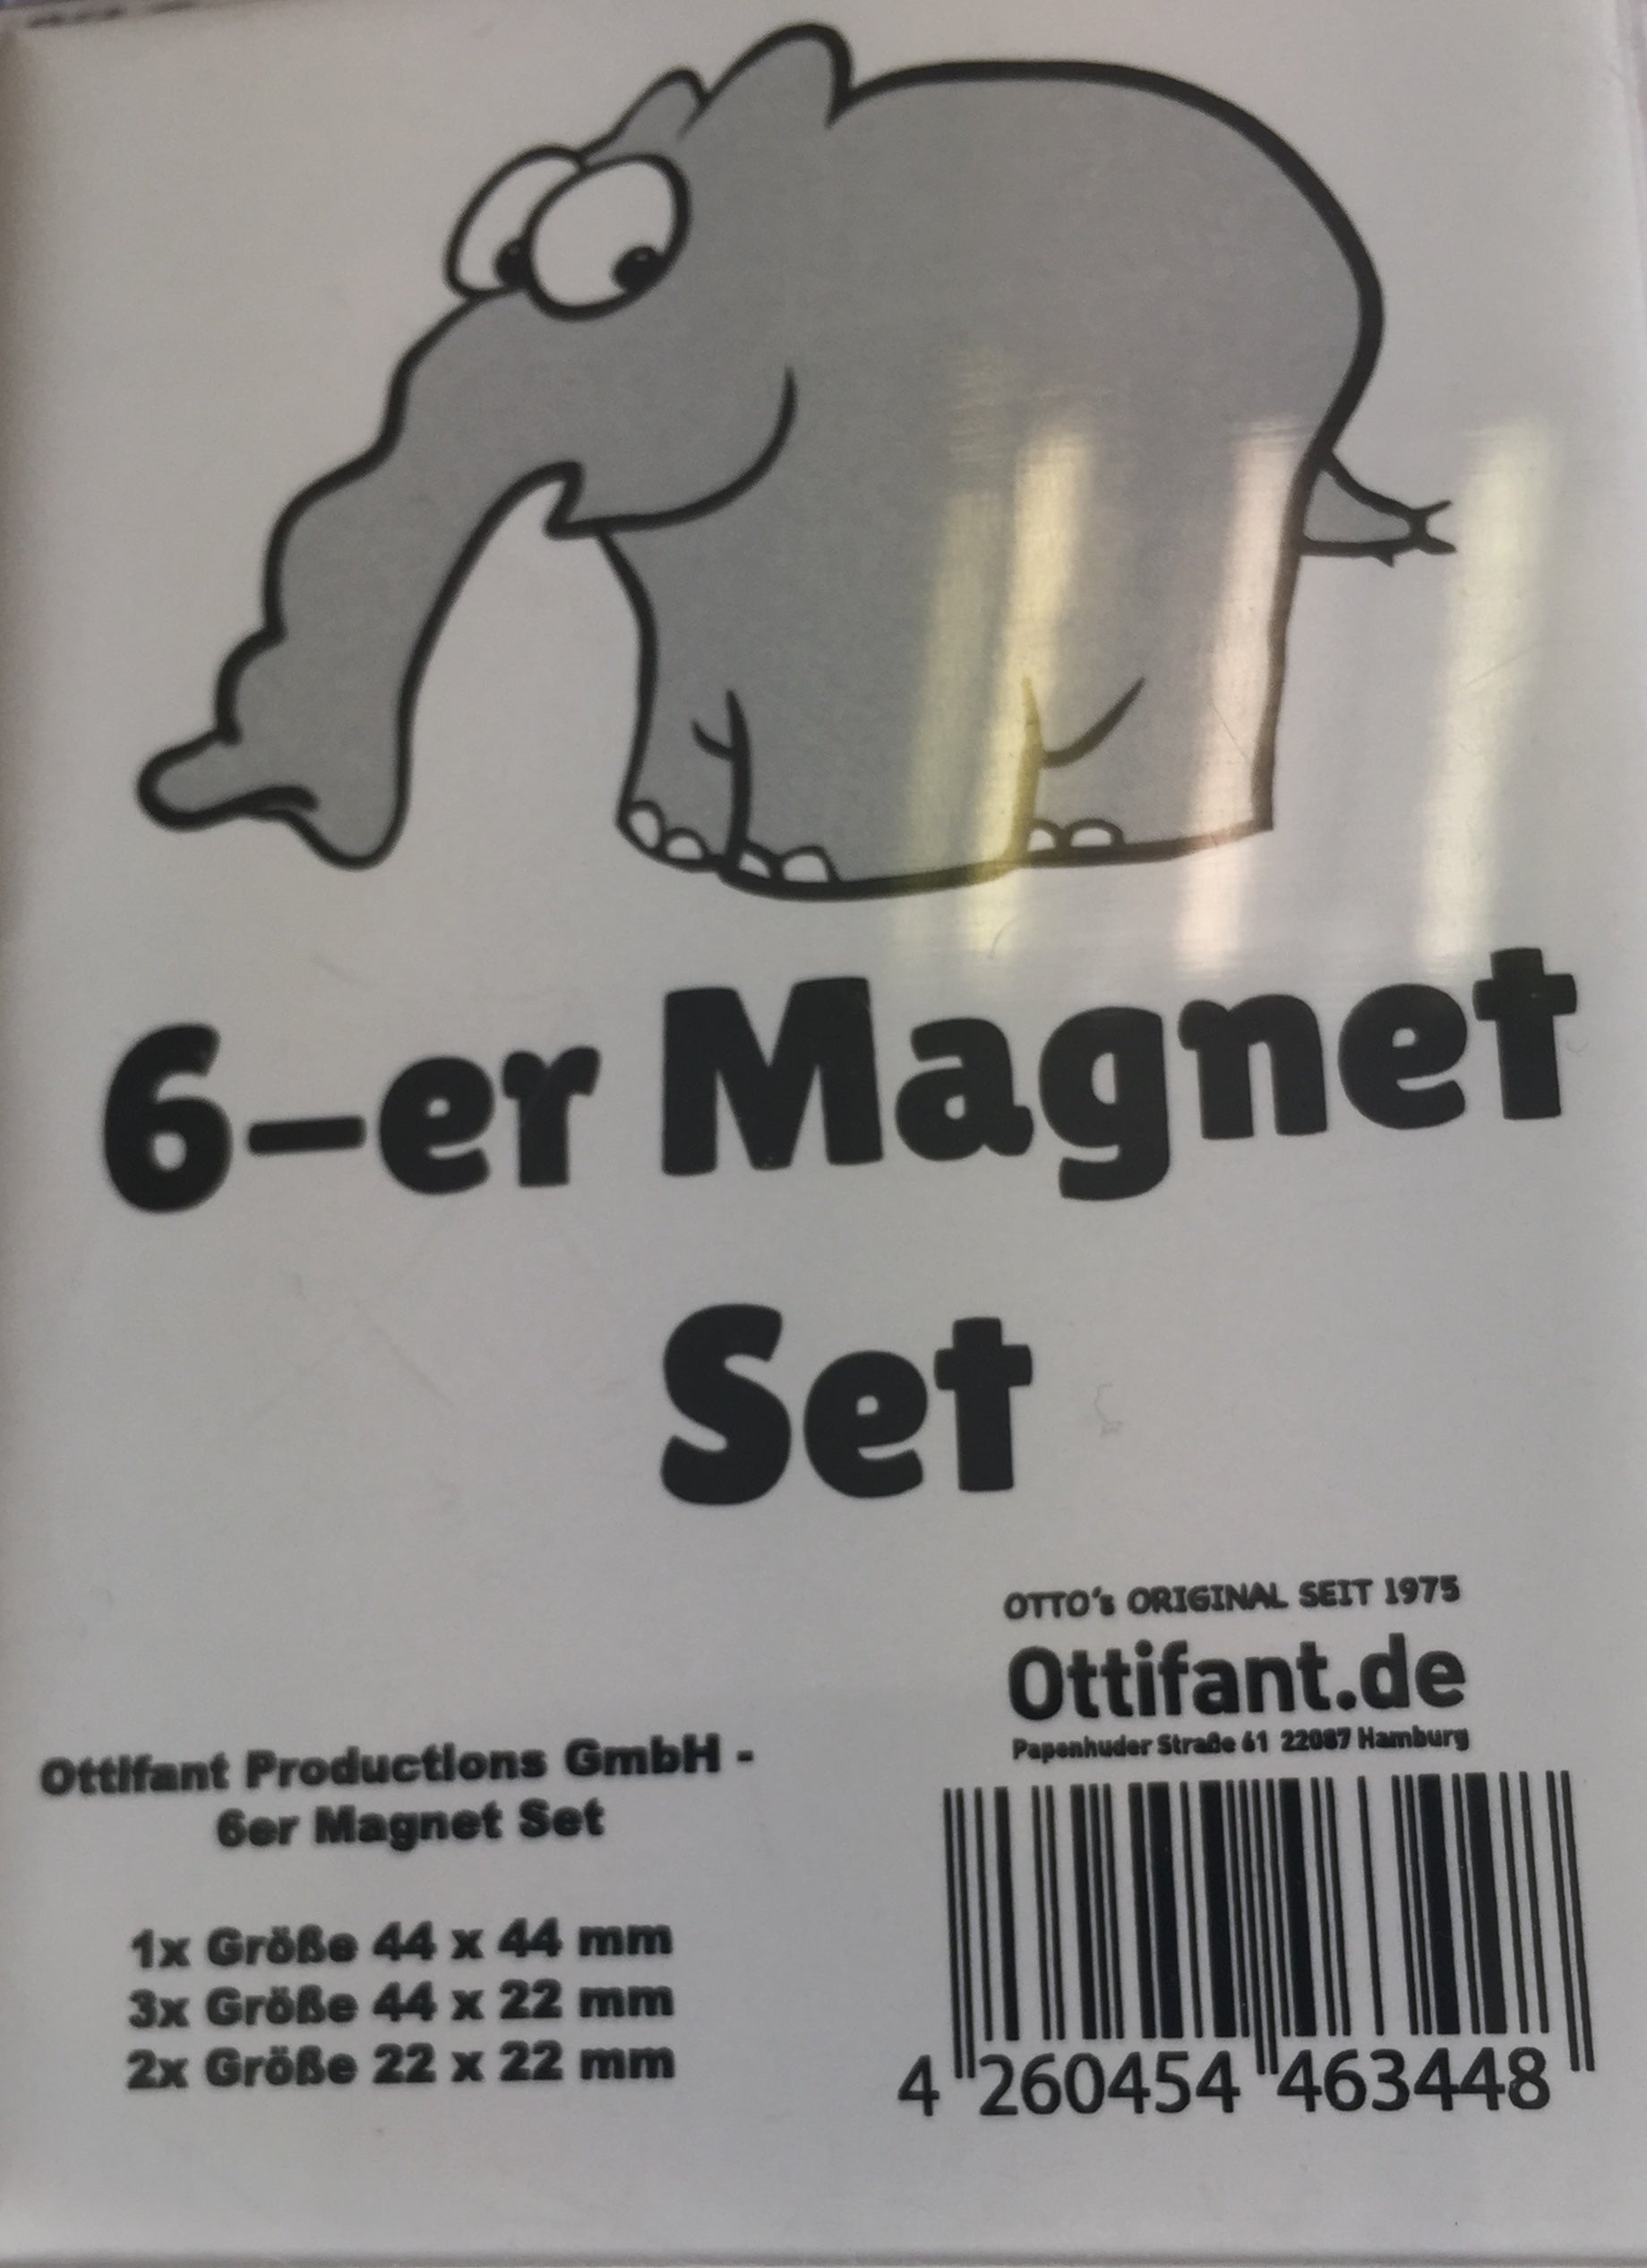 6-er Magnet
Set
OTTO's ORIGINAL SEIT 1975
Ottifant.de
Papenhuder Straße 61 22087 Hamburg
Ottifant Productions GmbH -
6er Magnet Set
1x Größe 44 x 44 mm
3x Größe 44 x 22 mm
2x Größe 22 x 22 mm
4 260454 463448